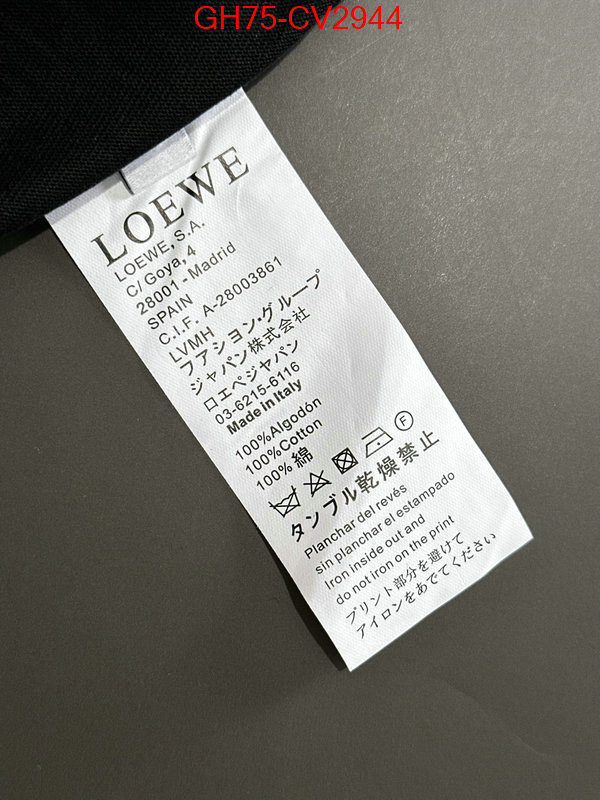 GH75-CV2944
LOEWE
LOEWE, S.A.
C/ Goya, 4
28001 - Madrid
SPAIN
C.I.F. A-28003861
LVMH
ファション·グループ
ジャパン株式会社
ロエベジャパン
03-6215-6116
Made in Italy
100%Algodón
100%Cotton
100% 綿
F
タンブル乾燥禁止
Planchar del revés
sin planchar el estampado
Iron inside out and
do not iron on the print
プリント部分を避けて
アイロンをあててください